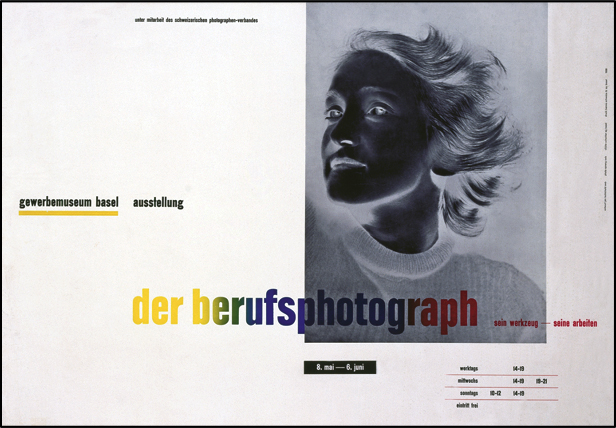 unter mitarbeit des schweizerischen photographen-verbandes
gewerbemuseum basel ausstellung
der berufsphotograph
sein werkzeug — seine arbeiten
8. mai — 6. juni
werktags 14-19
mittwochs 14-19 19-21
sonntags 10-12 14-19
eintritt frei